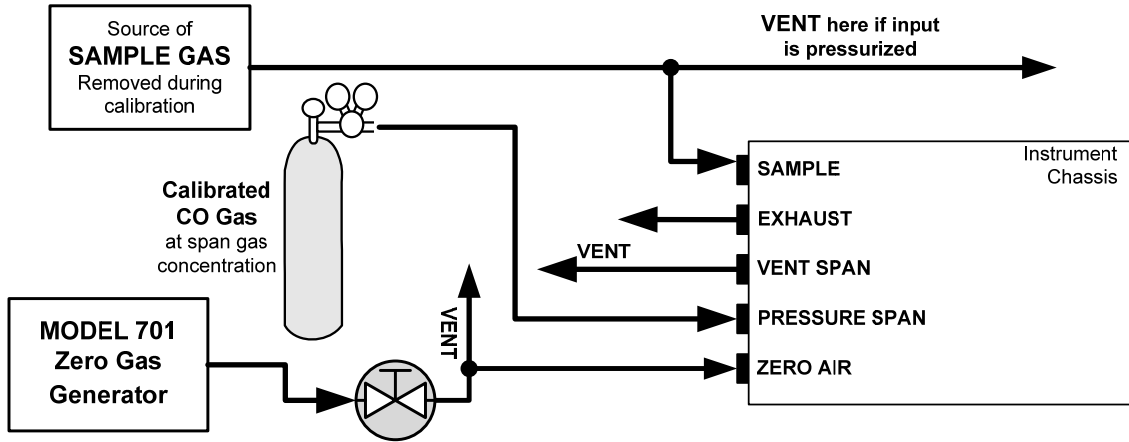 Source of
SAMPLE GAS
Removed during
calibration
VENT here if input
is pressurized
Calibrated
CO Gas
at span gas
concentration
MODEL 701
Zero Gas
Generator
VENT
VENT
Instrument
Chassis
SAMPLE
EXHAUST
VENT SPAN
PRESSURE SPAN
ZERO AIR